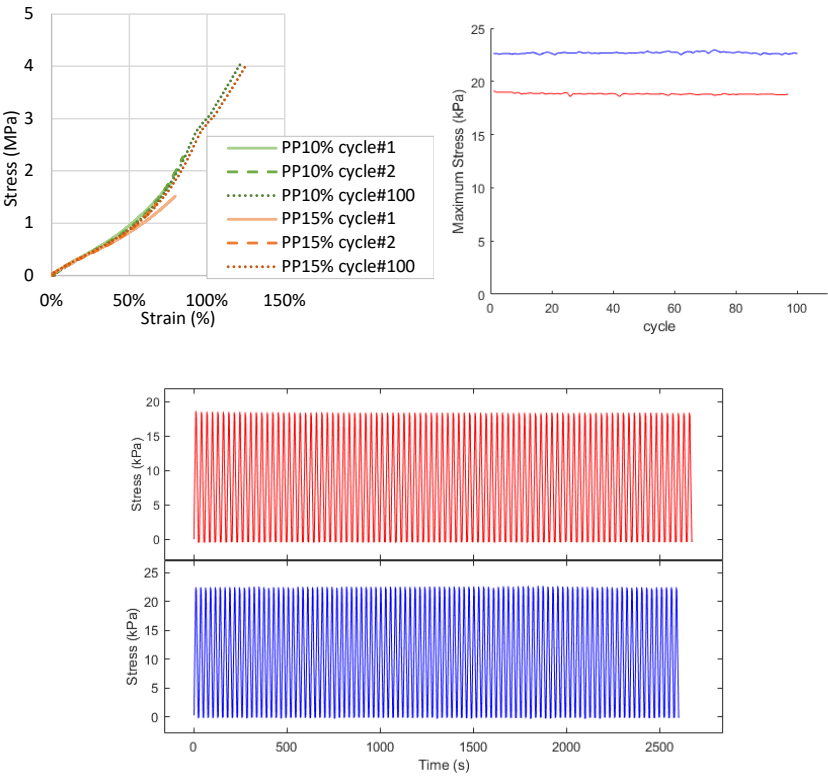 5
4
3
2
1
0
Stress (MPa)
0% 50% 100% 150%
Strain (%)
PP10% cycle#1
PP10% cycle#2
PP10% cycle#100
PP15% cycle#1
PP15% cycle#2
PP15% cycle#100
25
20
15
10
5
0
Maximum Stress (kPa)
0 20 40 60 80 100
cycle
20
15
10
5
0
Stress (kPa)
25
20
15
10
5
0
Stress (kPa)
0 500 1000 1500 2000 2500
Time (s)